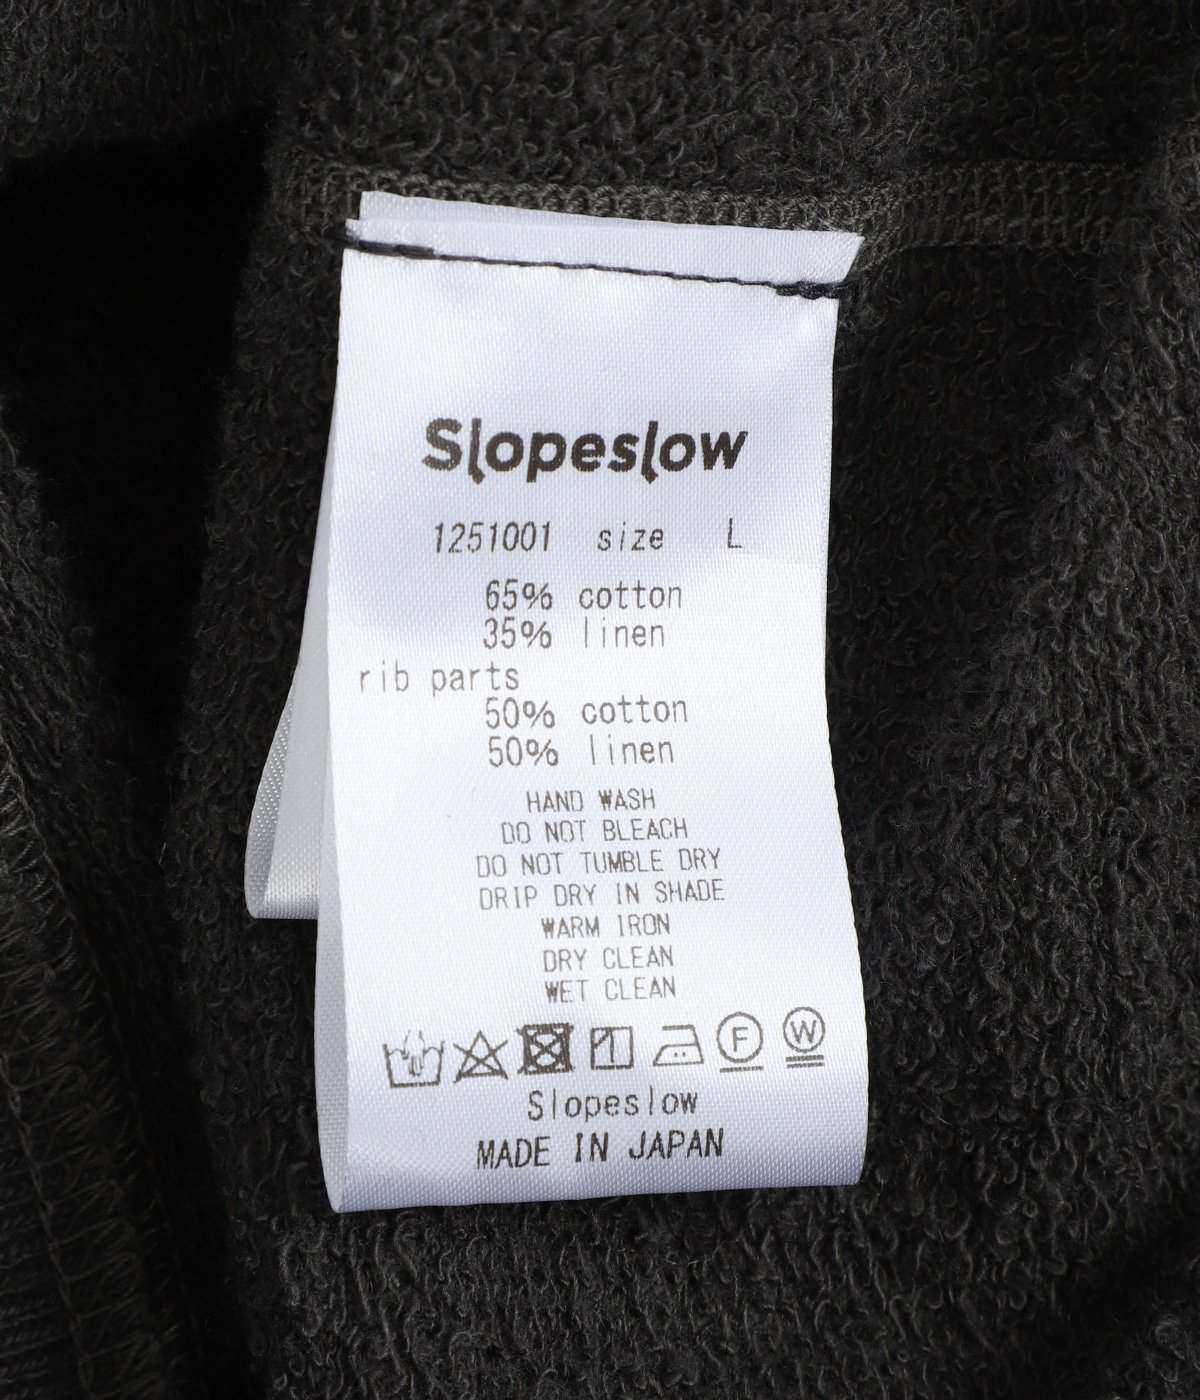 Slopeslow
1251001 size L
65% cotton
35% linen
rib parts
50% cotton
50% linen
HAND WASH
DO NOT BLEACH
DO NOT TUMBLE DRY
DRIP DRY IN SHADE
WARM IRON
DRY CLEAN
WET CLEAN
F W
Slopeslow
MADE IN JAPAN